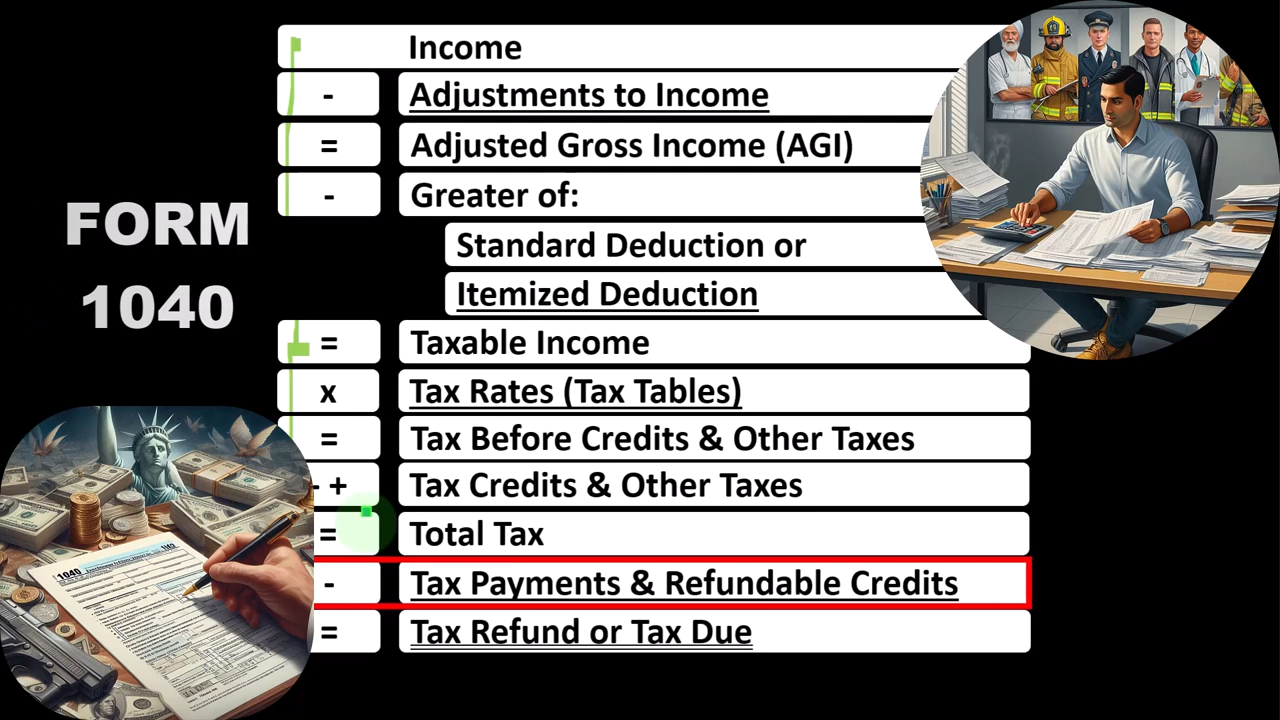 FORM
1040
Income
- Adjustments to Income
= Adjusted Gross Income (AGI)
- Greater of:
Standard Deduction or
Itemized Deduction
= Taxable Income
x Tax Rates (Tax Tables)
= Tax Before Credits & Other Taxes
- + Tax Credits & Other Taxes
= Total Tax
- Tax Payments & Refundable Credits
= Tax Refund or Tax Due
1040